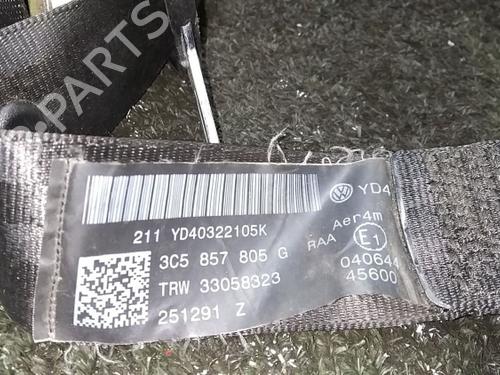 211 YD40322105K
3C5 857 805 G
TRW 33058323
251291 Z
YD4
Aer4m
RAA E1
040644
45600
PARTS